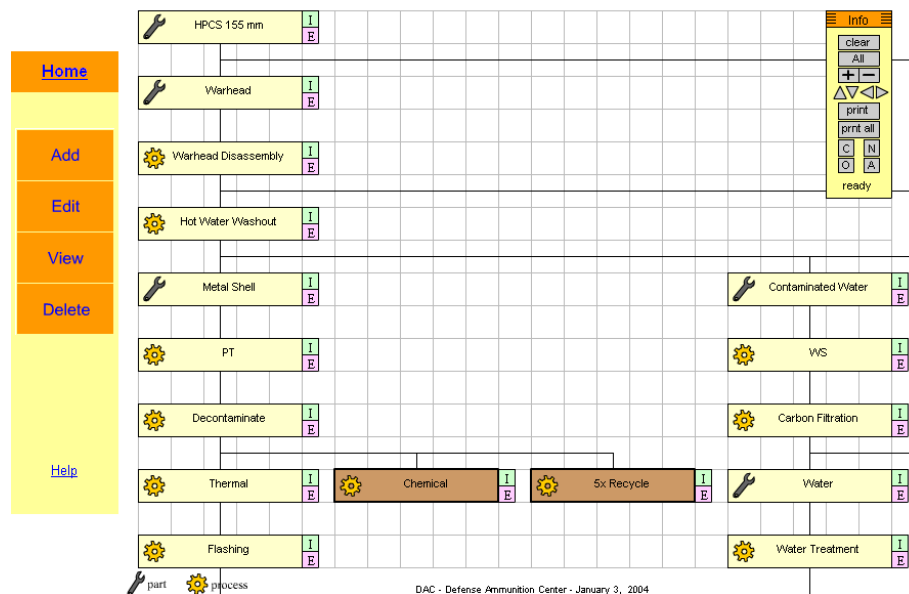 HPCS 155 mm
I
E
Info
clear
All
Home
Warhead
I
E
print
prnt all
Add
Warhead Disassembly
I
E
C N
O A
ready
Edit
Hot Water Washout
I
E
View
Metal Shell
I
E
Contaminated Water
I
E
Delete
PT
I
E
WS
I
E
Decontaminate
I
E
Carbon Filtration
I
E
Help
Thermal
I
E
Chemical
I
E
5x Recycle
I
E
Water
I
E
Flashing
I
E
Water Treatment
I
E
part process
DAC - Defense Ammunition Center - January 3, 2004